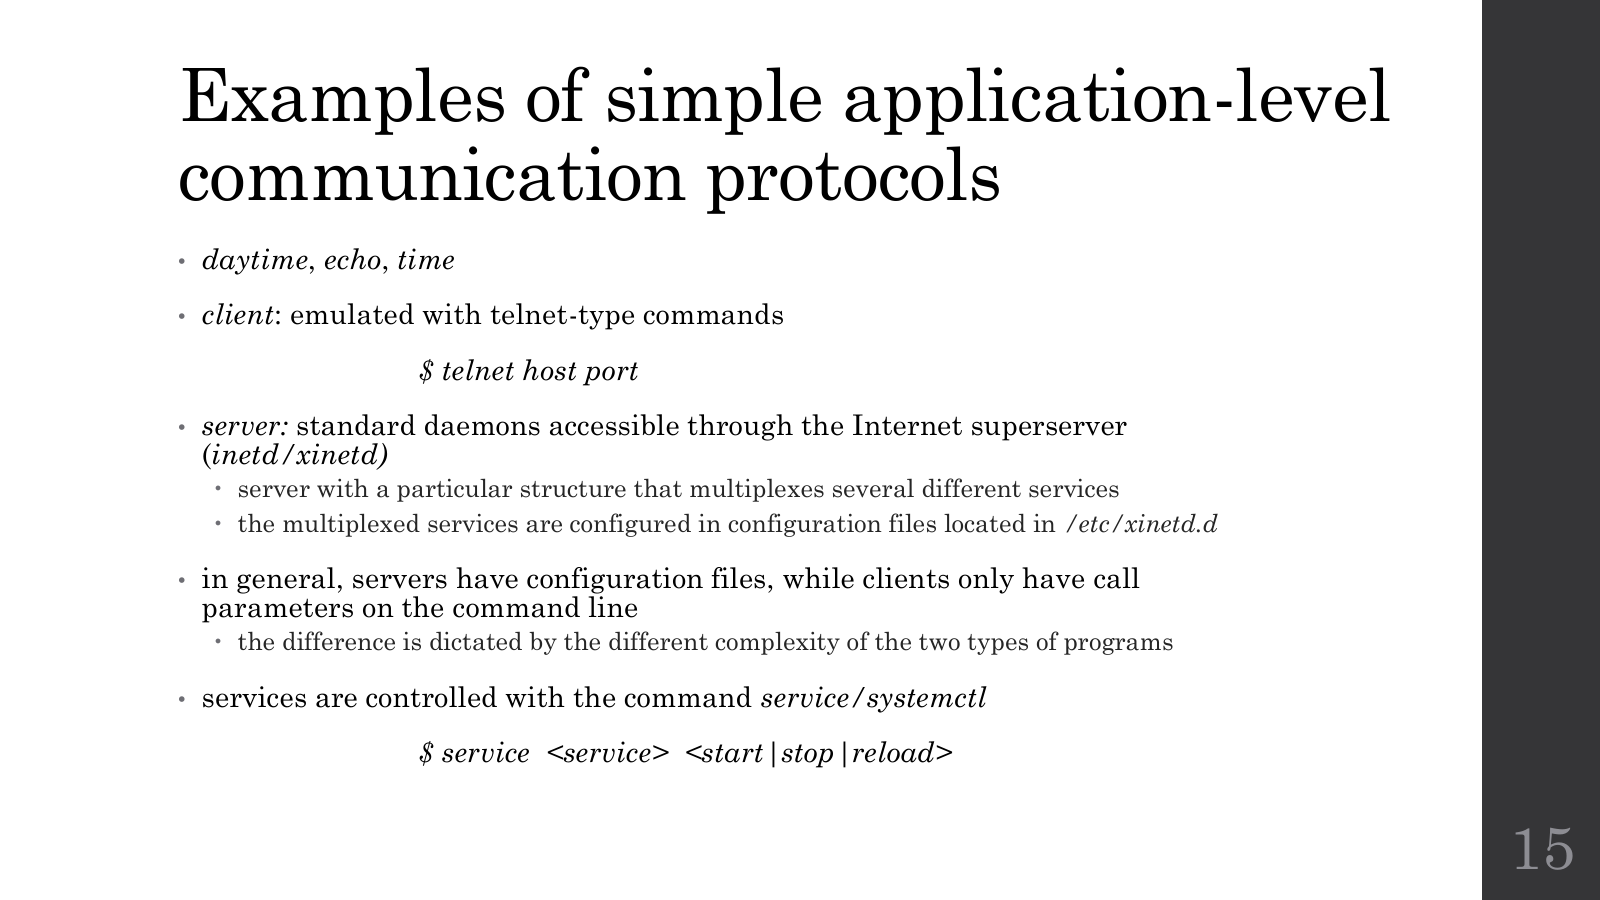 Examples of simple application-level
communication protocols
• daytime, echo, time
• client: emulated with telnet-type commands
$ telnet host port
• server: standard daemons accessible through the Internet superserver
(inetd/xinetd)
• server with a particular structure that multiplexes several different services
• the multiplexed services are configured in configuration files located in /etc/xinetd.d
• in general, servers have configuration files, while clients only have call
parameters on the command line
• the difference is dictated by the different complexity of the two types of programs
• services are controlled with the command service/systemctl
$ service <service> <start|stop|reload>
15